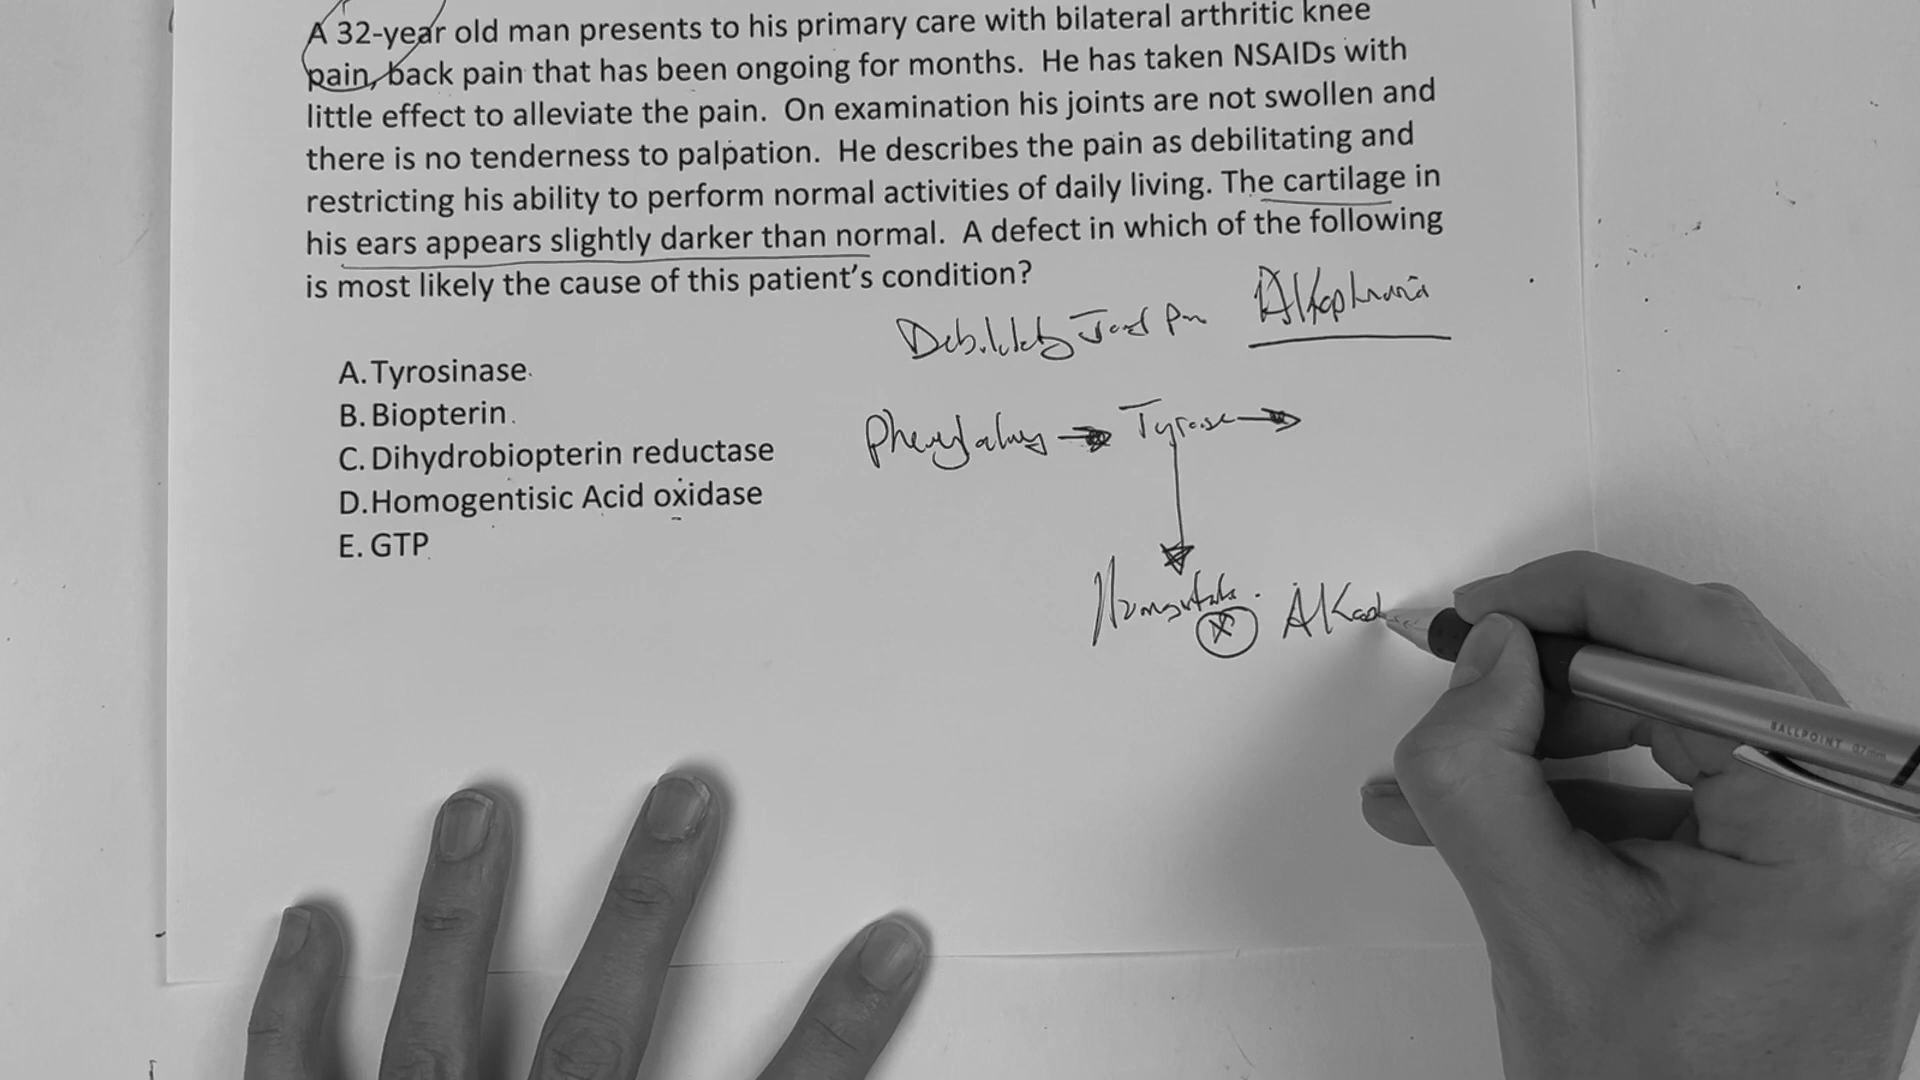 A 32-year old man presents to his primary care with bilateral arthritic knee
pain, back pain that has been ongoing for months. He has taken NSAIDs with
little effect to alleviate the pain. On examination his joints are not swollen and
there is no tenderness to palpation. He describes the pain as debilitating and
restricting his ability to perform normal activities of daily living. The cartilage in
his ears appears slightly darker than normal. A defect in which of the following
is most likely the cause of this patient's condition?
A. Tyrosinase
B. Biopterin
C. Dihydrobiopterin reductase
D. Homogentisic Acid oxidase
E. GTP
BALLPOINT 0.7mm